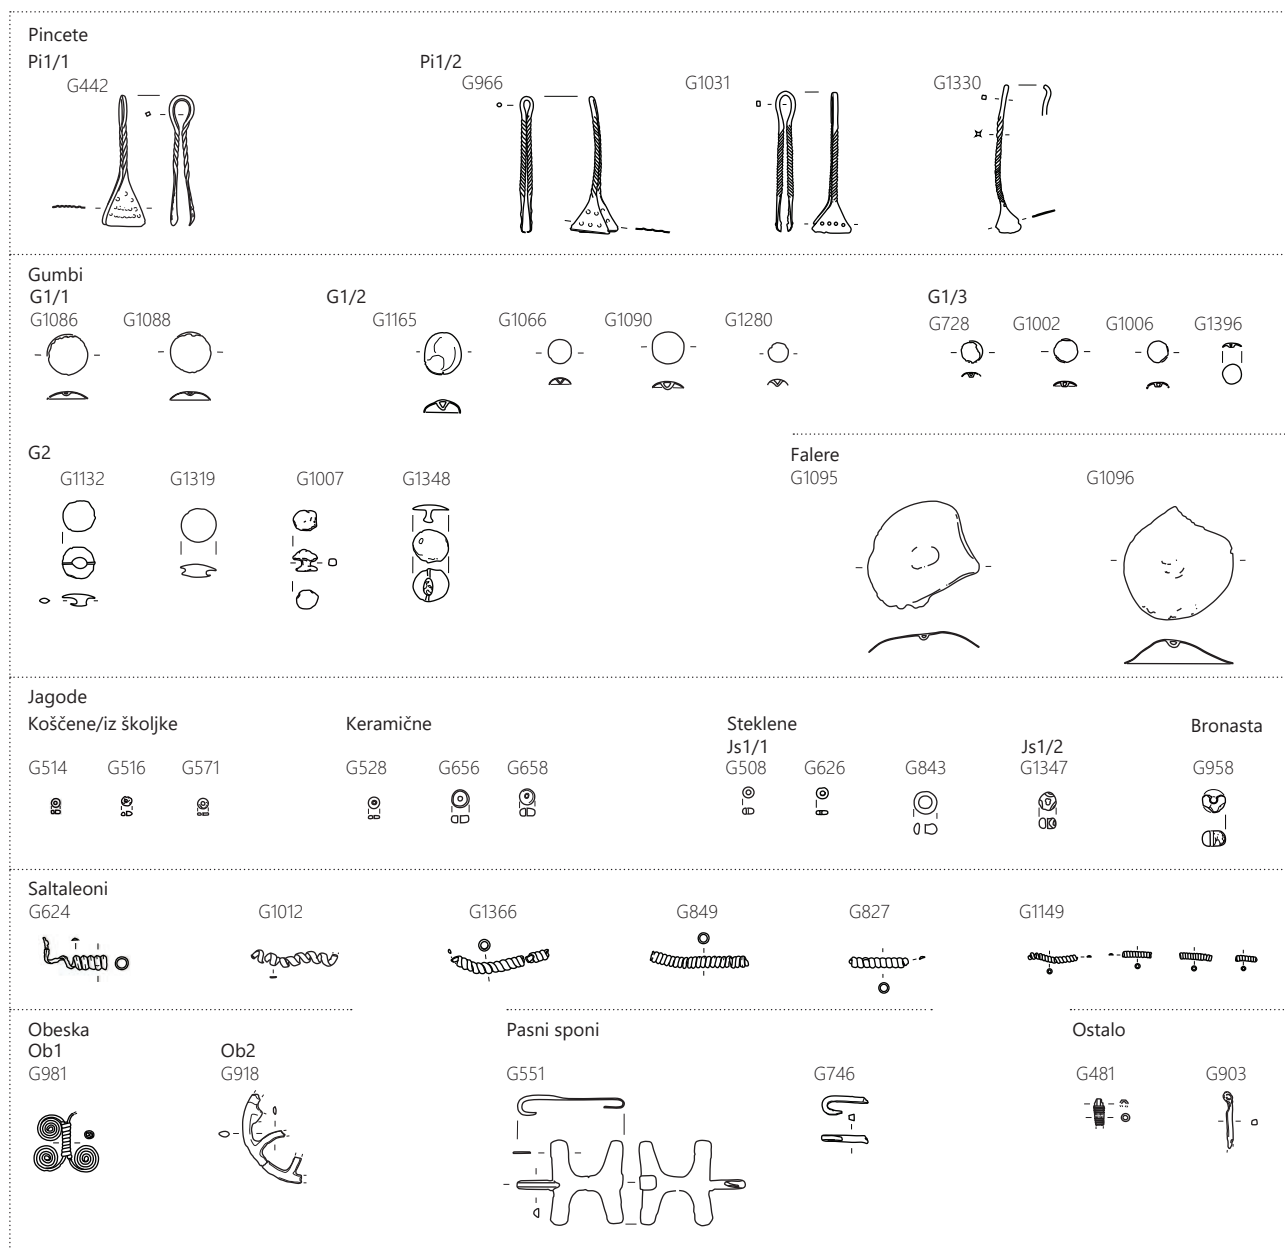 Pincete
Pi1/1 Pi1/2
G442 G966 G1031 G1330
Gumbi
G1/1 G1/2 G1/3
G1086 G1088 G1165 G1066 G1090 G1280 G728 G1002 G1006 G1396
G2 Falere
G1132 G1319 G1007 G1348 G1095 G1096
Jagode
Koščene/iz školjke Keramične Steklene Bronasta
Js1/1 Js1/2
G514 G516 G571 G528 G656 G658 G508 G626 G843 G1347 G958
Saltaleoni
G624 G1012 G1366 G849 G827 G1149
Obeska Pasni sponi Ostalo
Ob1 Ob2
G981 G918 G551 G746 G481 G903